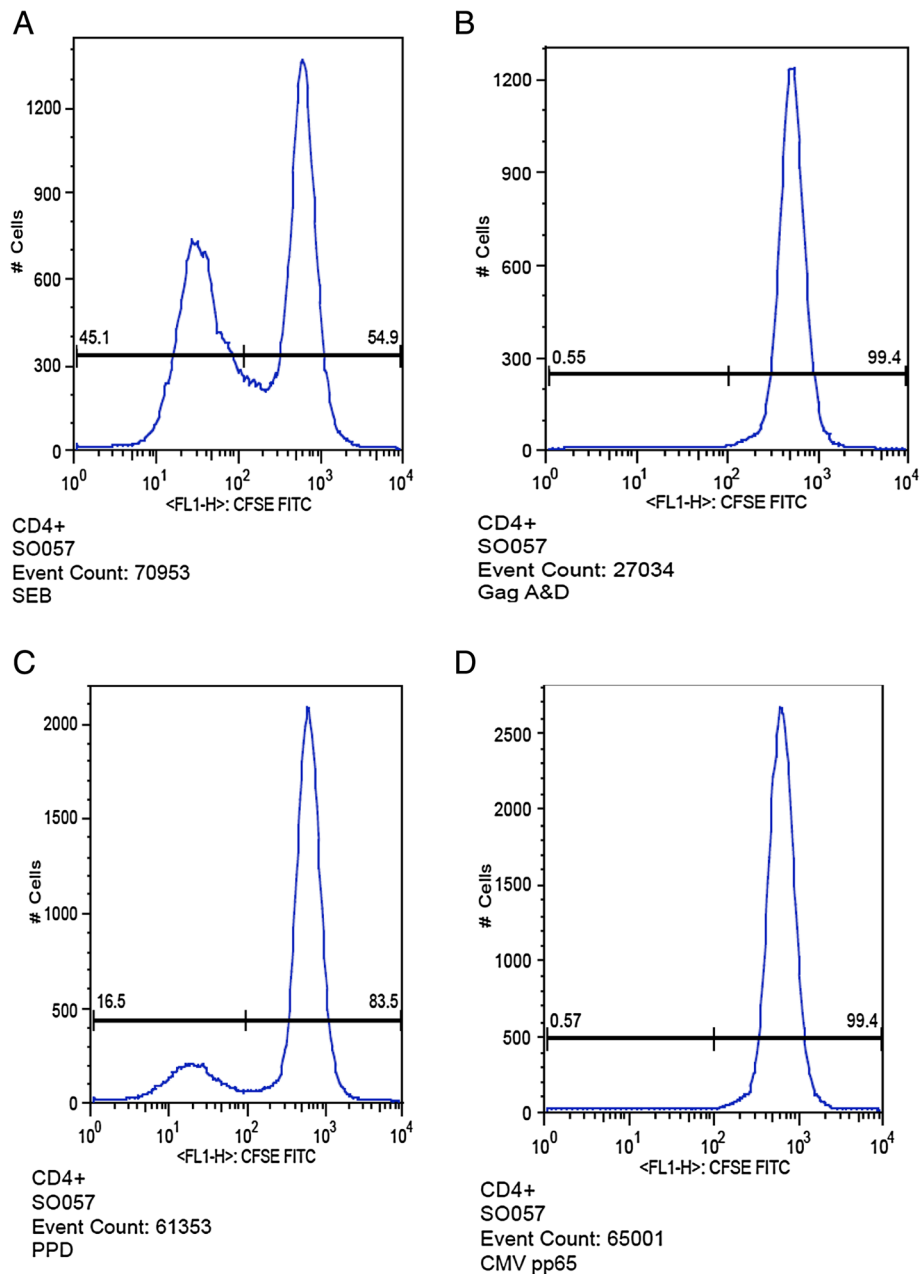 A
1200
900
600
300
0
# Cells
45.1 54.9
10^0 10^1 10^2 10^3 10^4
<FL1-H>: CFSE FITC
CD4+
SO057
Event Count: 70953
SEB
B
1200
900
600
300
0
# Cells
0.55 99.4
10^0 10^1 10^2 10^3 10^4
<FL1-H>: CFSE FITC
CD4+
SO057
Event Count: 27034
Gag A&D
C
2000
1500
1000
500
0
# Cells
16.5 83.5
10^0 10^1 10^2 10^3 10^4
<FL1-H>: CFSE FITC
CD4+
SO057
Event Count: 61353
PPD
D
2500
2000
1500
1000
500
0
# Cells
0.57 99.4
10^0 10^1 10^2 10^3 10^4
<FL1-H>: CFSE FITC
CD4+
SO057
Event Count: 65001
CMV pp65